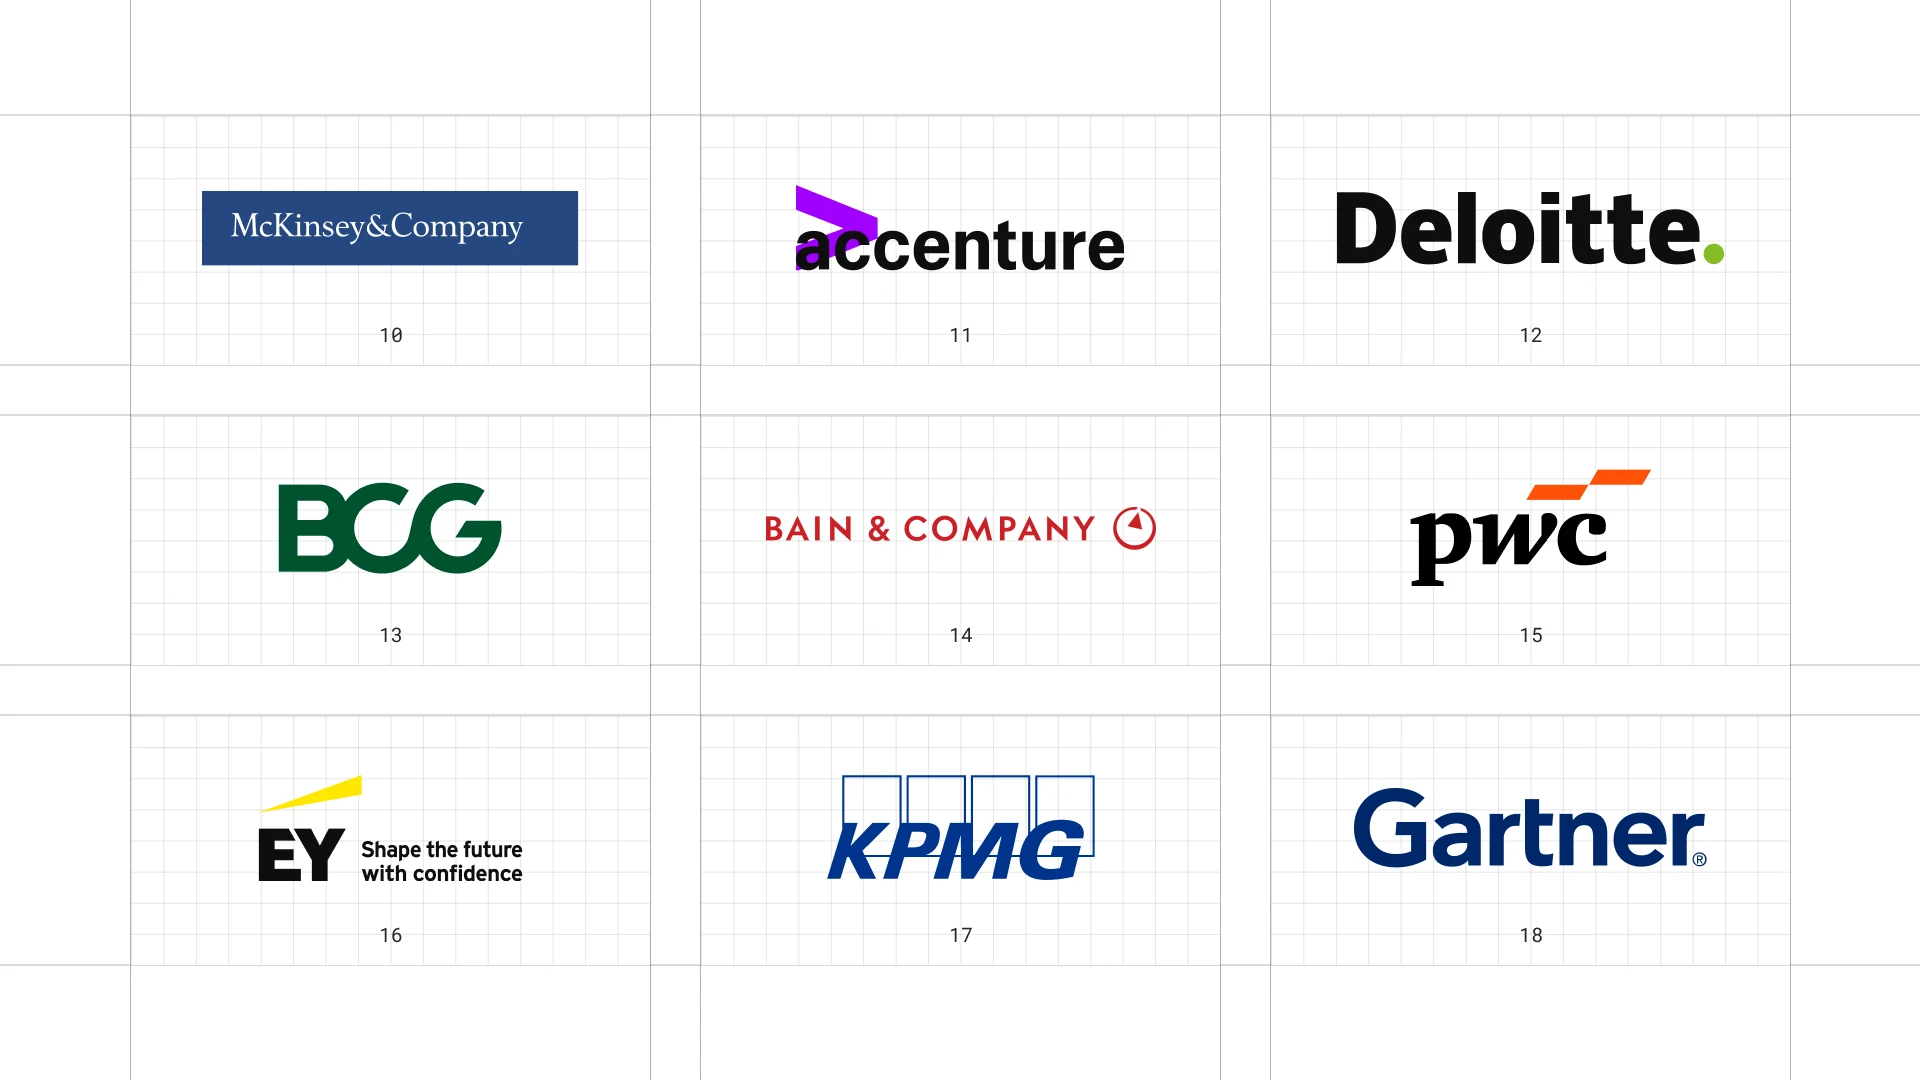 McKinsey&Company
accenture
Deloitte.
10
11
12
BCG
BAIN & COMPANY
pwc
13
14
15
EY
Shape the future
with confidence
KPMG
Gartner®
16
17
18